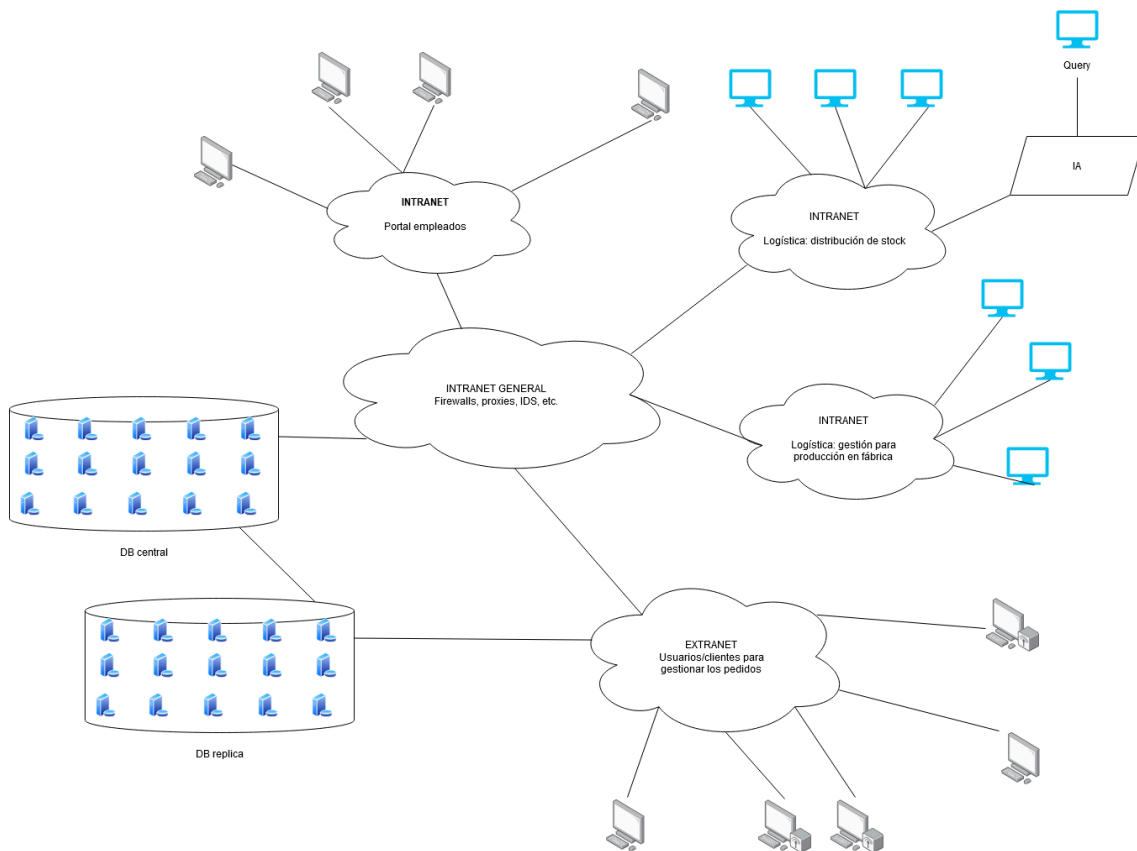 Query
IA
INTRANET
Portal empleados
INTRANET
Logística: distribución de stock
INTRANET GENERAL
Firewalls, proxies, IDS, etc.
INTRANET
Logística: gestión para
producción en fábrica
DB central
EXTRANET
Usuarios/clientes para
gestionar los pedidos
DB replica